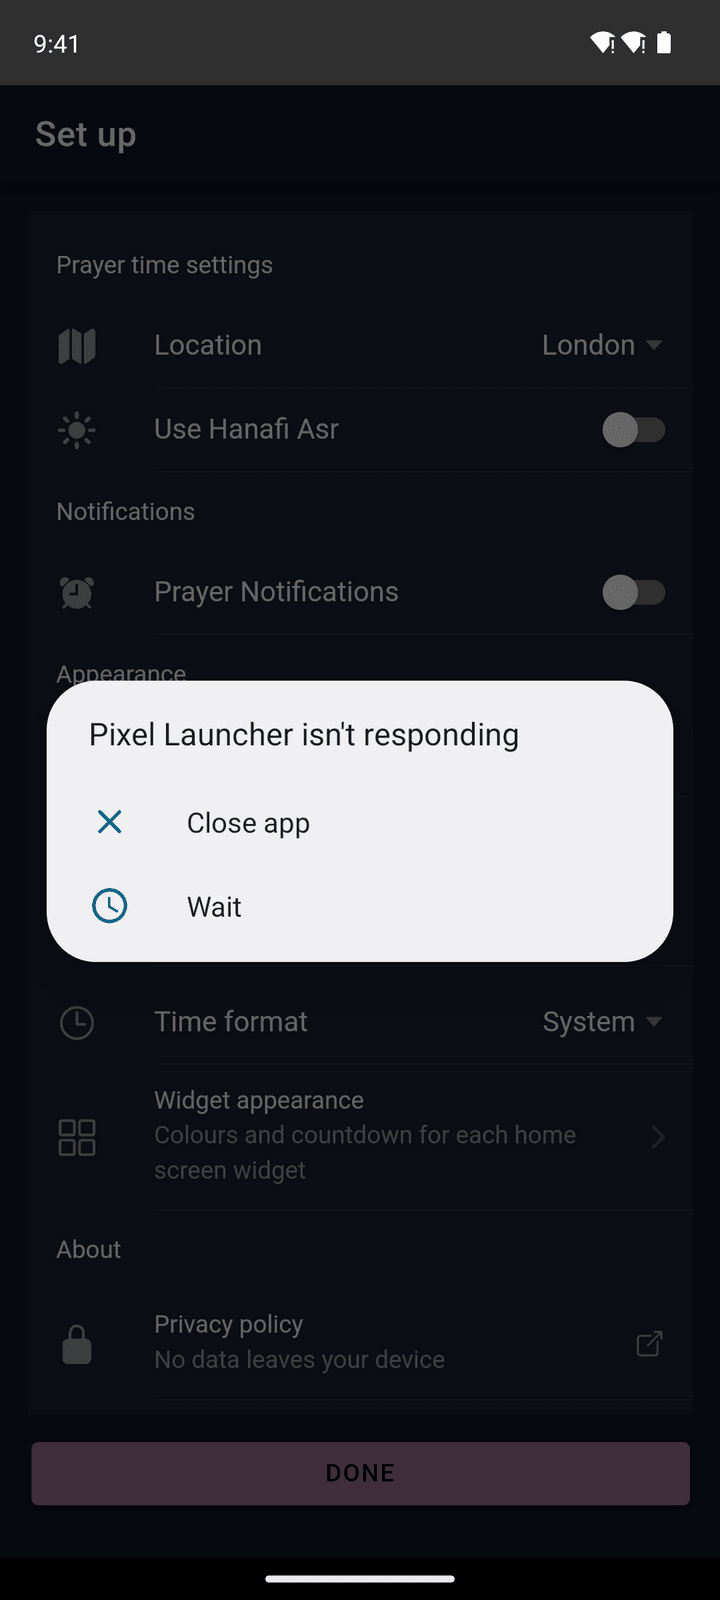 9:41
Set up
Prayer time settings
Location
London
Use Hanafi Asr
Notifications
Prayer Notifications
Appearance
Pixel Launcher isn't responding
Close app
Wait
Time format
System
Widget appearance
Colours and countdown for each home
screen widget
About
Privacy policy
No data leaves your device
DONE